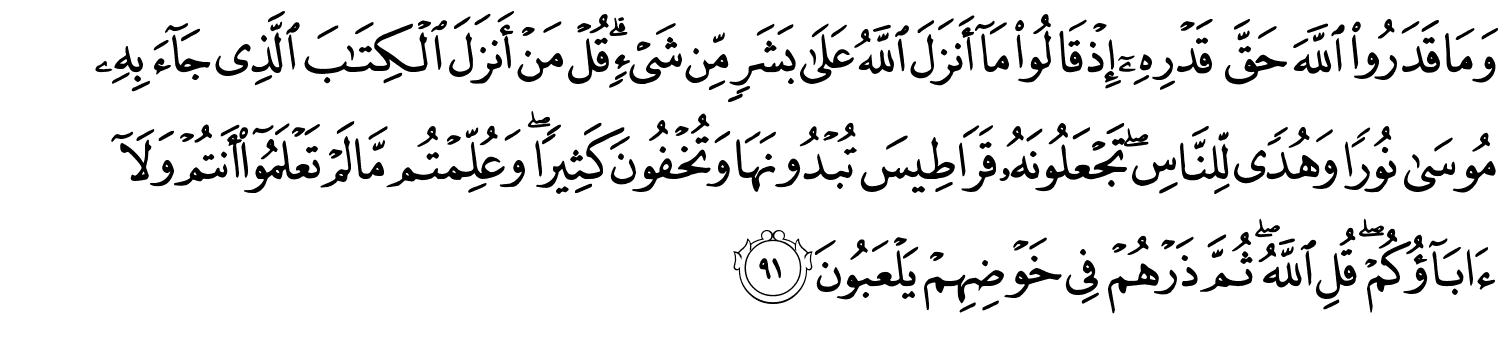 وَمَا قَدَرُوا۟ ٱللَّهَ حَقَّ قَدْرِهِۦٓ إِذْ قَالُوا۟ مَآ أَنزَلَ ٱللَّهُ عَلَىٰ بَشَرٍ مِّن شَىْءٍ ۗ قُلْ مَنْ أَنزَلَ ٱلْكِتَـٰبَ ٱلَّذِى جَآءَ بِهِۦ
مُوسَىٰ نُورًا وَهُدًى لِّلنَّاسِ ۖ تَجْعَلُونَهُۥ قَرَاطِيسَ تُبْدُونَهَا وَتُخْفُونَ كَثِيرًا ۖ وَعُلِّمْتُم مَّا لَمْ تَعْلَمُوٓا۟ أَنتُمْ وَلَآ
ءَابَآؤُكُمْ ۖ قُلِ ٱللَّهُ ۖ ثُمَّ ذَرْهُمْ فِى خَوْضِهِمْ يَلْعَبُونَ ٩١